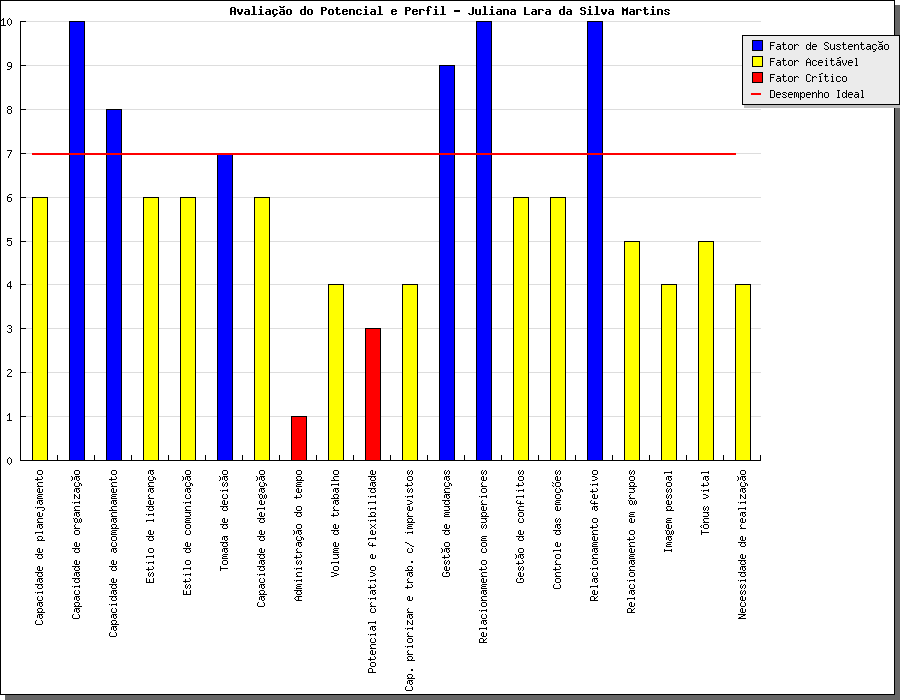 Avaliação do Potencial e Perfil - Juliana Lara da Silva Martins
Fator de Sustentação
Fator Aceitável
Fator Crítico
Desempenho Ideal
10
9
8
7
6
5
4
3
2
1
0
Capacidade de planejamento
Capacidade de organização
Capacidade de acompanhamento
Estilo de liderança
Estilo de comunicação
Tomada de decisão
Capacidade de delegação
Administração do tempo
Volume de trabalho
Potencial criativo e flexibilidade
Cap. priorizar e trab. c/ imprevistos
Gestão de mudanças
Relacionamento com superiores
Gestão de conflitos
Controle das emoções
Relacionamento afetivo
Relacionamento em grupos
Imagem pessoal
Tônus vital
Necessidade de realização